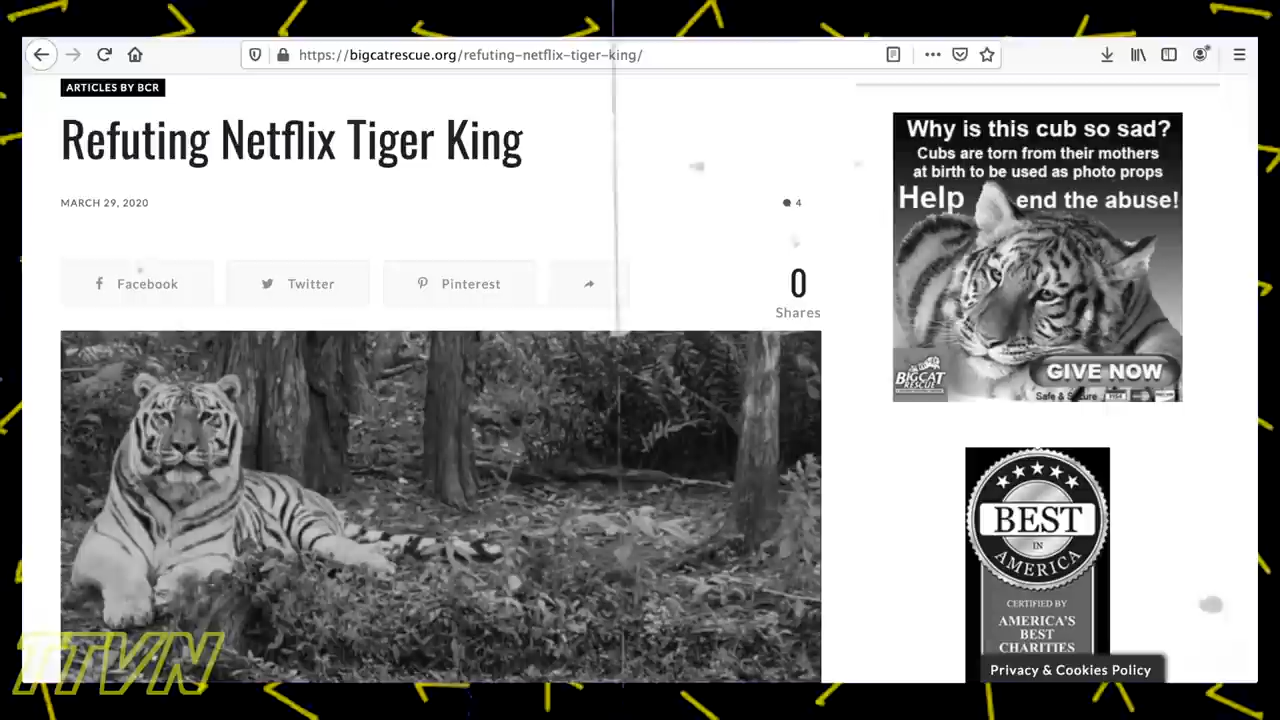 https://bigcatrescue.org/refuting-netflix-tiger-king/
ARTICLES BY BCR
Refuting Netflix Tiger King
MARCH 29, 2020
4
Facebook
Twitter
Pinterest
0
Shares
Why is this cub so sad?
Cubs are torn from their mothers
at birth to be used as photo props
Help end the abuse!
BIG CAT
RESCUE
GIVE NOW
Safe & Secure VISA
BEST
IN
AMERICA
CERTIFIED BY
AMERICA'S
BEST
CHARITIES
Privacy & Cookies Policy
TTVN